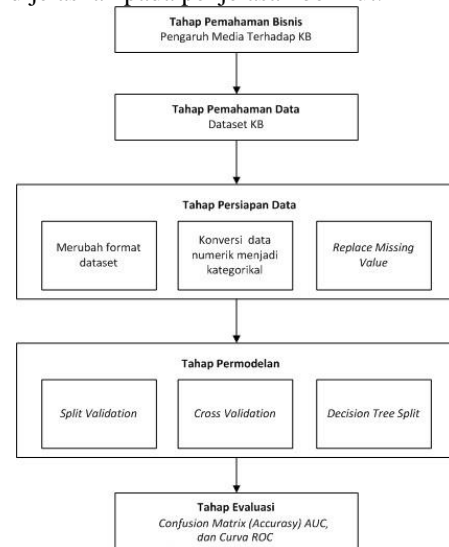 Tahap Pemahaman Bisnis
Pengaruh Media Terhadap KB
Tahap Pemahaman Data
Dataset KB
Tahap Persiapan Data
Merubah format
dataset
Konversi data
numerik menjadi
kategorikal
Replace Missing
Value
Tahap Permodelan
Split Validation
Cross Validation
Decision Tree Split
Tahap Evaluasi
Confusion Matrix (Accurasy) AUC,
dan Curva ROC